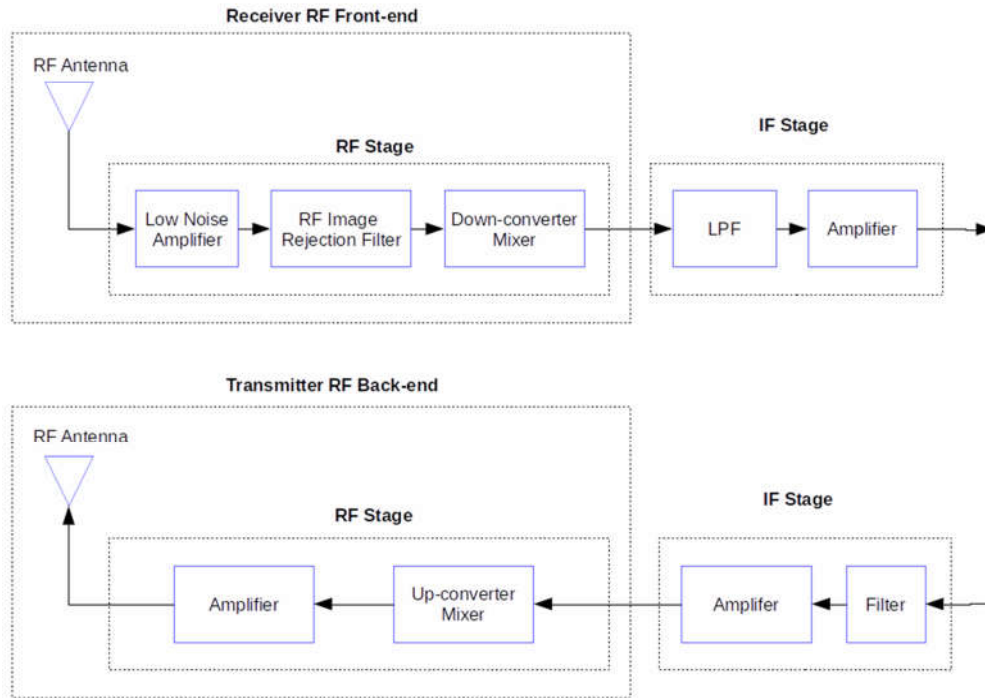 Receiver RF Front-end
RF Antenna
RF Stage
IF Stage
Low Noise
Amplifier
RF Image
Rejection Filter
Down-converter
Mixer
LPF
Amplifier
Transmitter RF Back-end
RF Antenna
RF Stage
IF Stage
Amplifier
Up-converter
Mixer
Amplifer
Filter